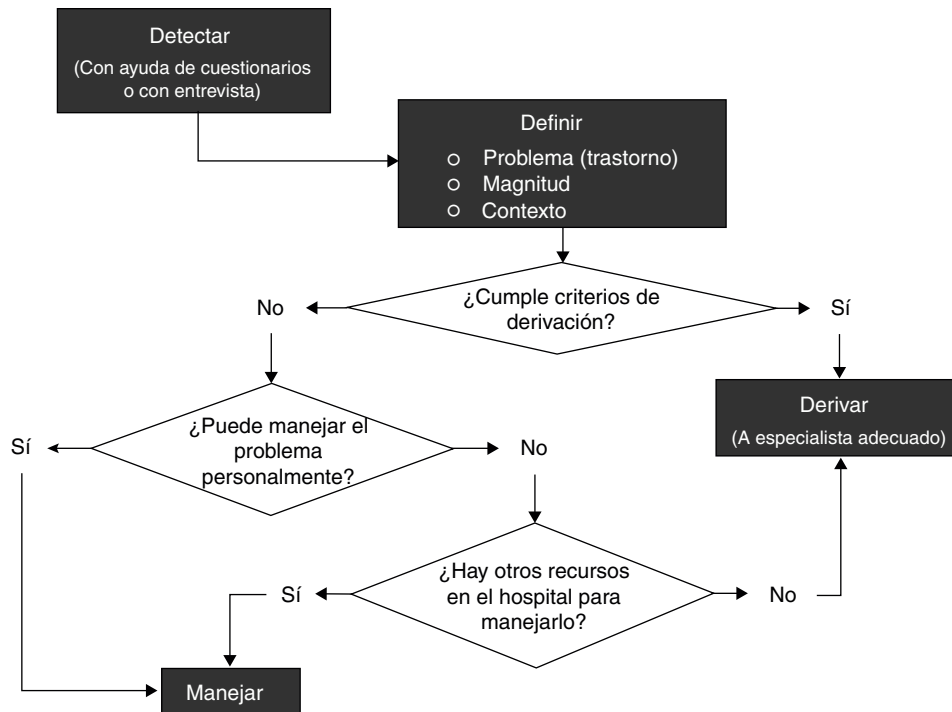 Detectar
(Con ayuda de cuestionarios
o con entrevista)
Definir
○ Problema (trastorno)
○ Magnitud
○ Contexto
¿Cumple criterios de
derivación?
No
Sí
Derivar
(A especialista adecuado)
¿Puede manejar el
problema
personalmente?
Sí
No
¿Hay otros recursos
en el hospital para
manejarlo?
Sí
No
Manejar